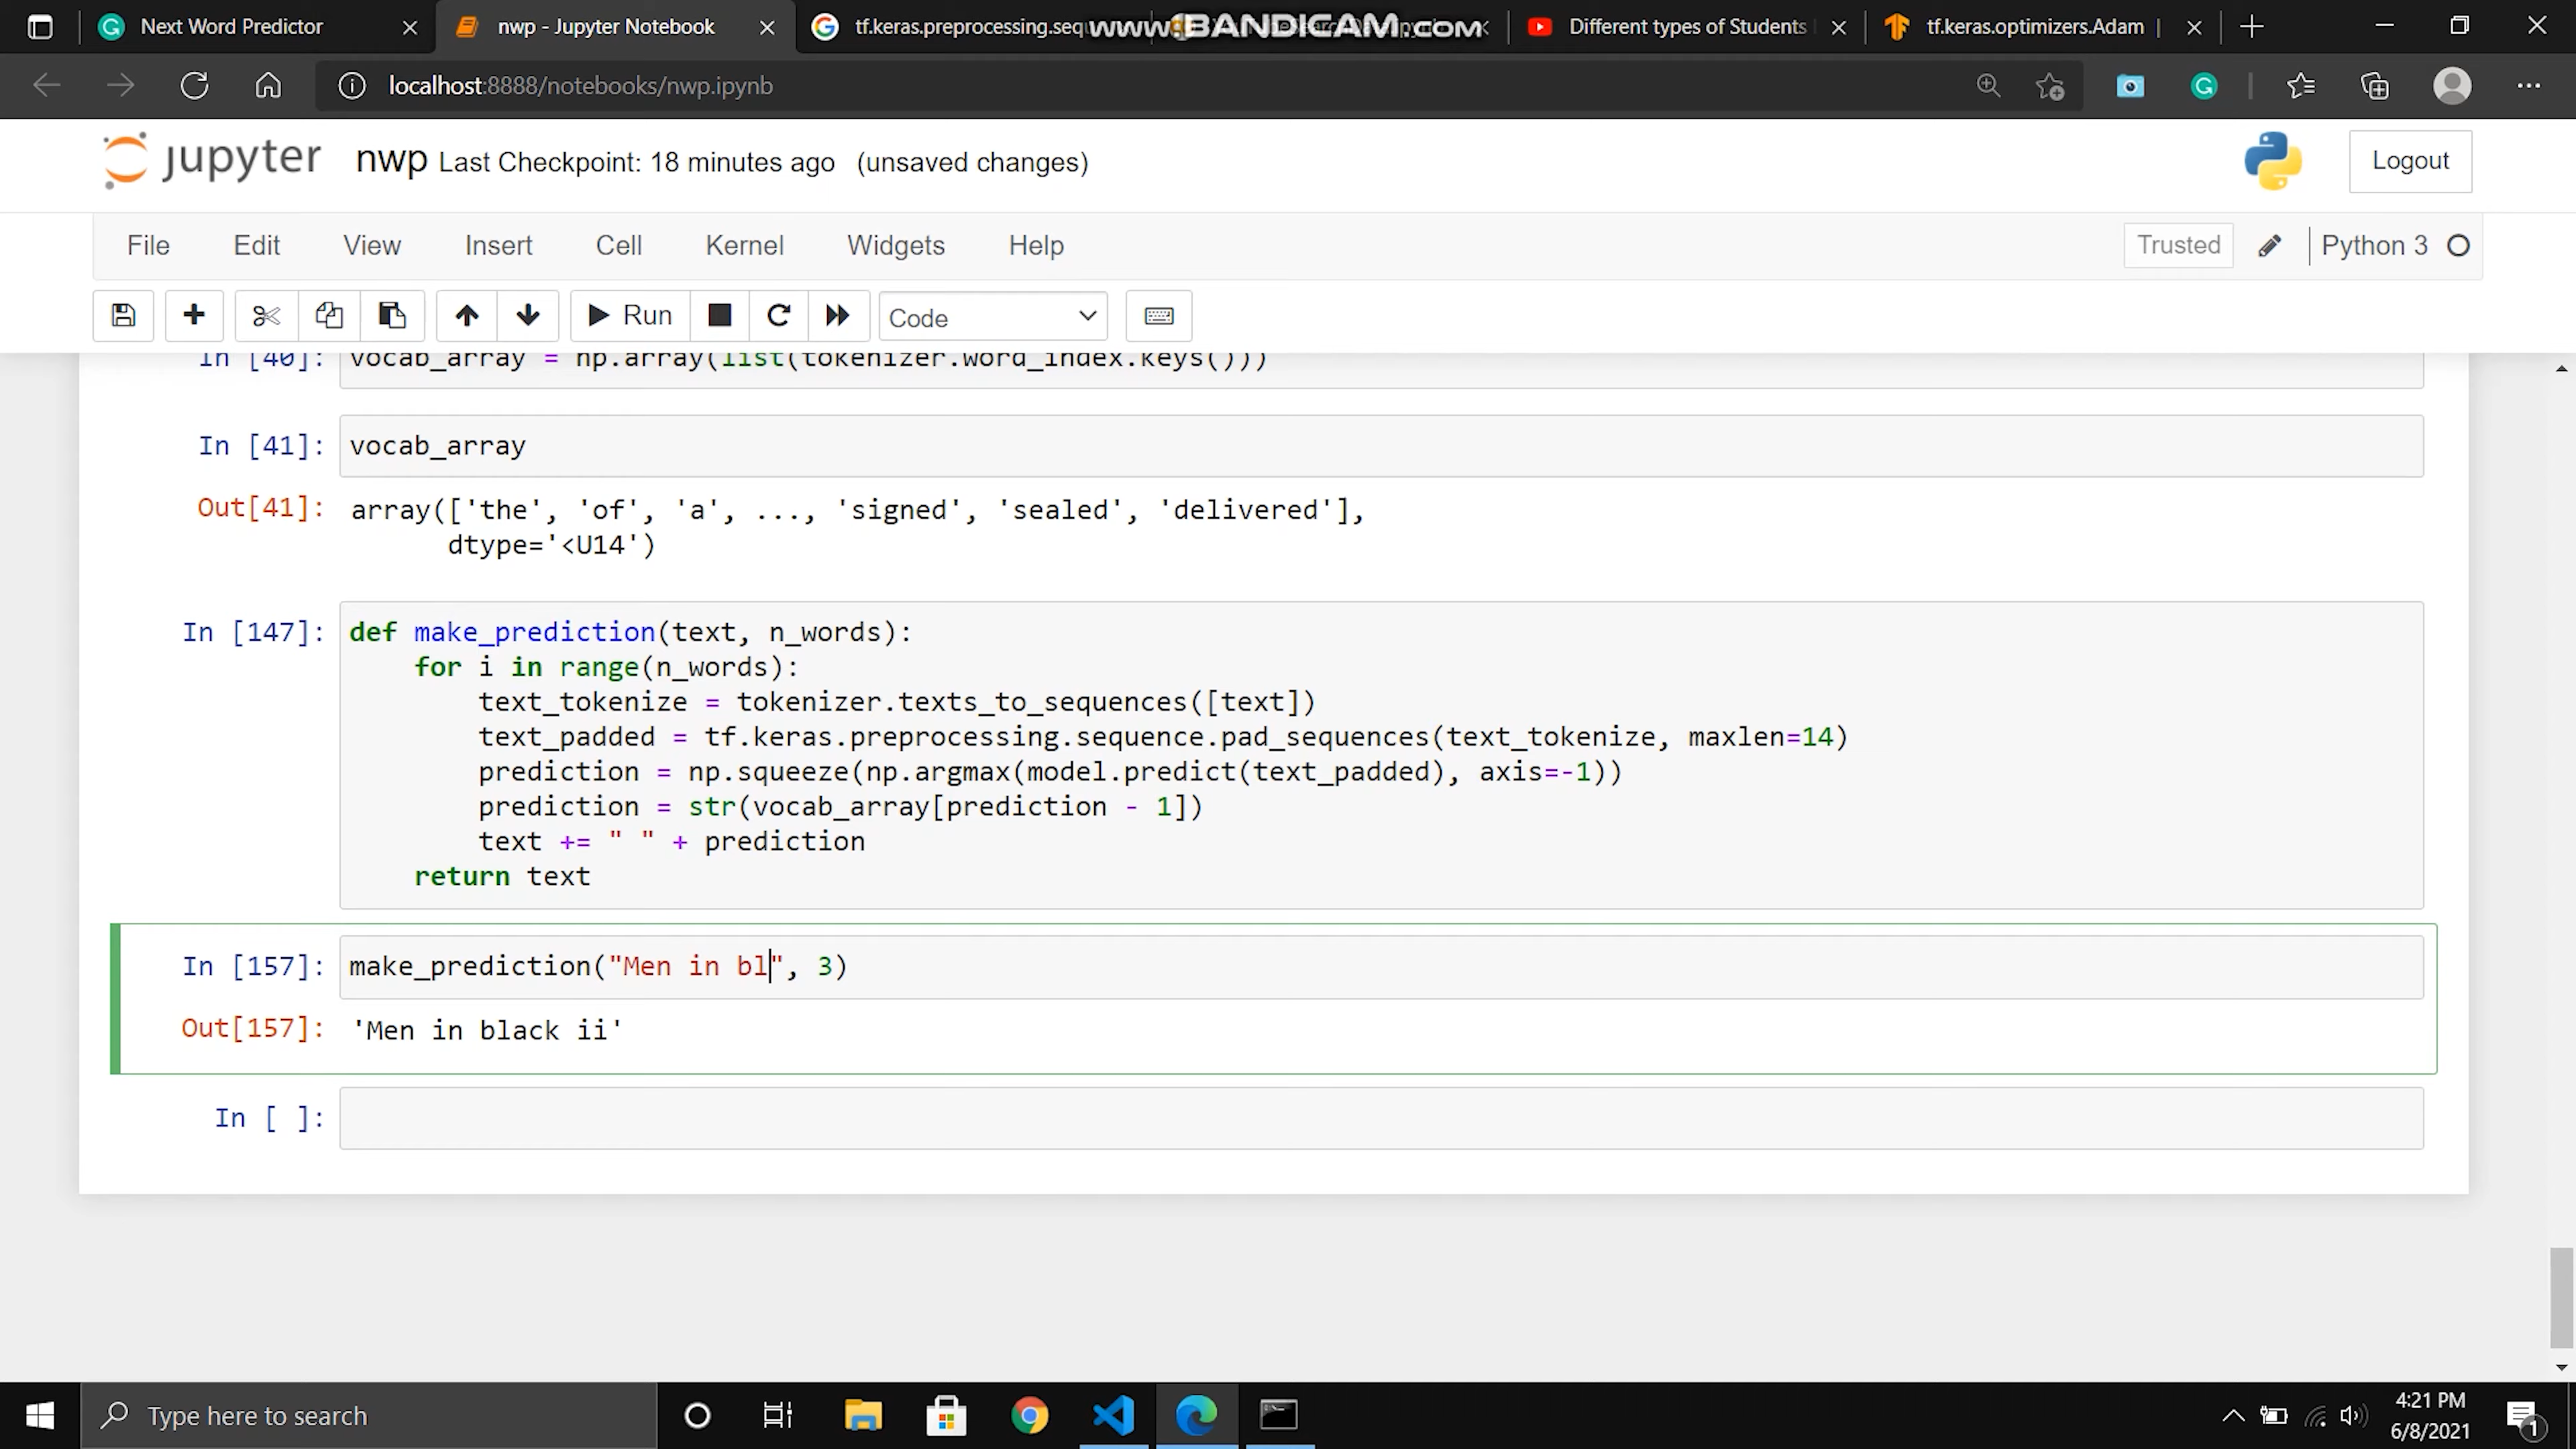 Next Word Predictor
nwp - Jupyter Notebook
tf.keras.preprocessing.sequ
www.BANDICAM.com
Different types of Students
tf.keras.optimizers.Adam |
localhost:8888/notebooks/nwp.ipynb
jupyter nwp Last Checkpoint: 18 minutes ago (unsaved changes)
Logout
File Edit View Insert Cell Kernel Widgets Help
Trusted
Python 3
Run
Code
In [40]: vocab_array = np.array(list(tokenizer.word_index.keys()))
In [41]: vocab_array
Out[41]: array(['the', 'of', 'a', ..., 'signed', 'sealed', 'delivered'],
dtype='<U14')
In [147]: def make_prediction(text, n_words):
for i in range(n_words):
text_tokenize = tokenizer.texts_to_sequences([text])
text_padded = tf.keras.preprocessing.sequence.pad_sequences(text_tokenize, maxlen=14)
prediction = np.squeeze(np.argmax(model.predict(text_padded), axis=-1))
prediction = str(vocab_array[prediction - 1])
text += " " + prediction
return text
In [157]: make_prediction("Men in bl", 3)
Out[157]: 'Men in black ii'
In [ ]:
Type here to search
4:21 PM
6/8/2021
1